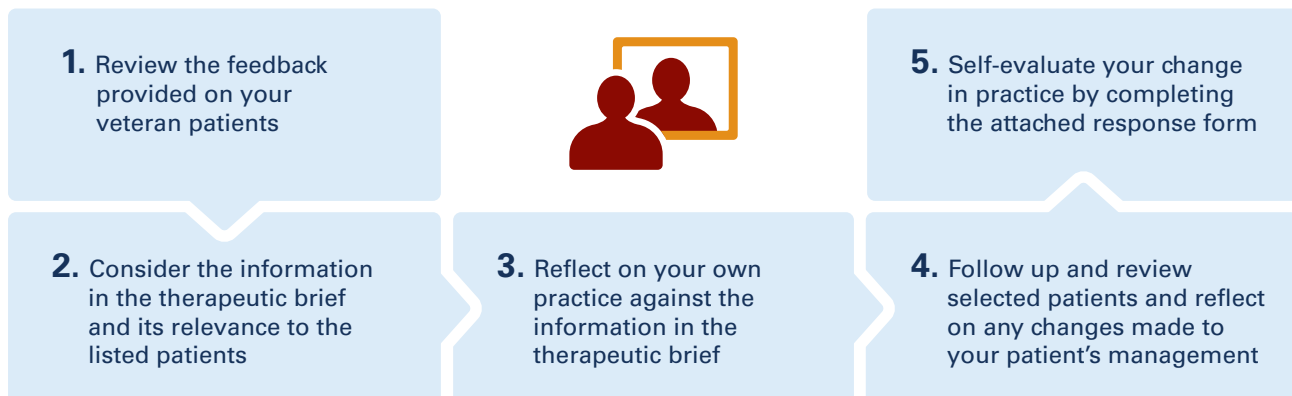 1. Review the feedback
provided on your
veteran patients
2. Consider the information
in the therapeutic brief
and its relevance to the
listed patients
3. Reflect on your own
practice against the
information in the
therapeutic brief
4. Follow up and review
selected patients and reflect
on any changes made to
your patient’s management
5. Self-evaluate your change
in practice by completing
the attached response form